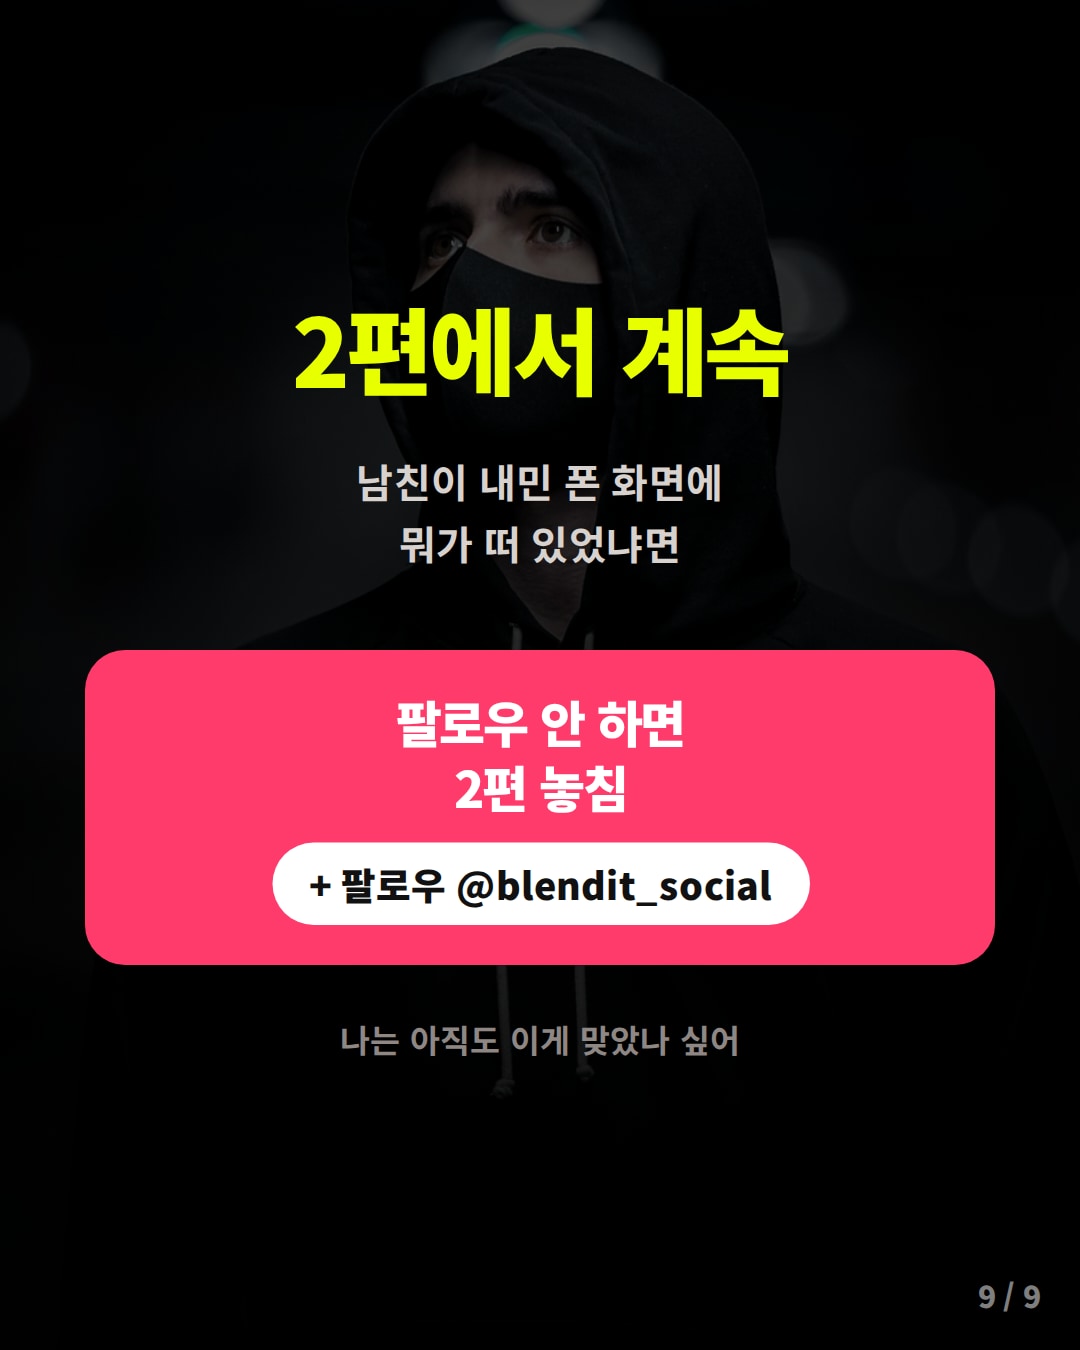 2편에서 계속
남친이 내민 폰 화면에
뭐가 떠 있었냐면
팔로우 안 하면
2편 놓침
+ 팔로우 @blendit_social
나는 아직도 이게 맞았나 싶어
9 / 9